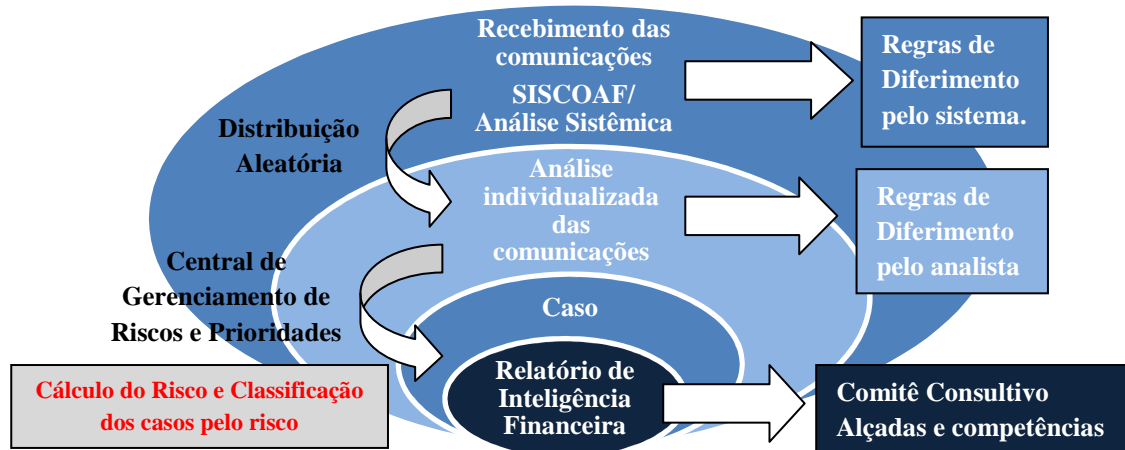 Recebimento das
comunicações
SISCOAF/
Análise Sistêmica
Regras de
Diferimento
pelo sistema.
Distribuição
Aleatória
Análise
individualizada
das
comunicações
Regras de
Diferimento
pelo analista
Central de
Gerenciamento de
Riscos e Prioridades
Caso
Cálculo do Risco e Classificação
dos casos pelo risco
Relatório de
Inteligência
Financeira
Comitê Consultivo
Alçadas e competências